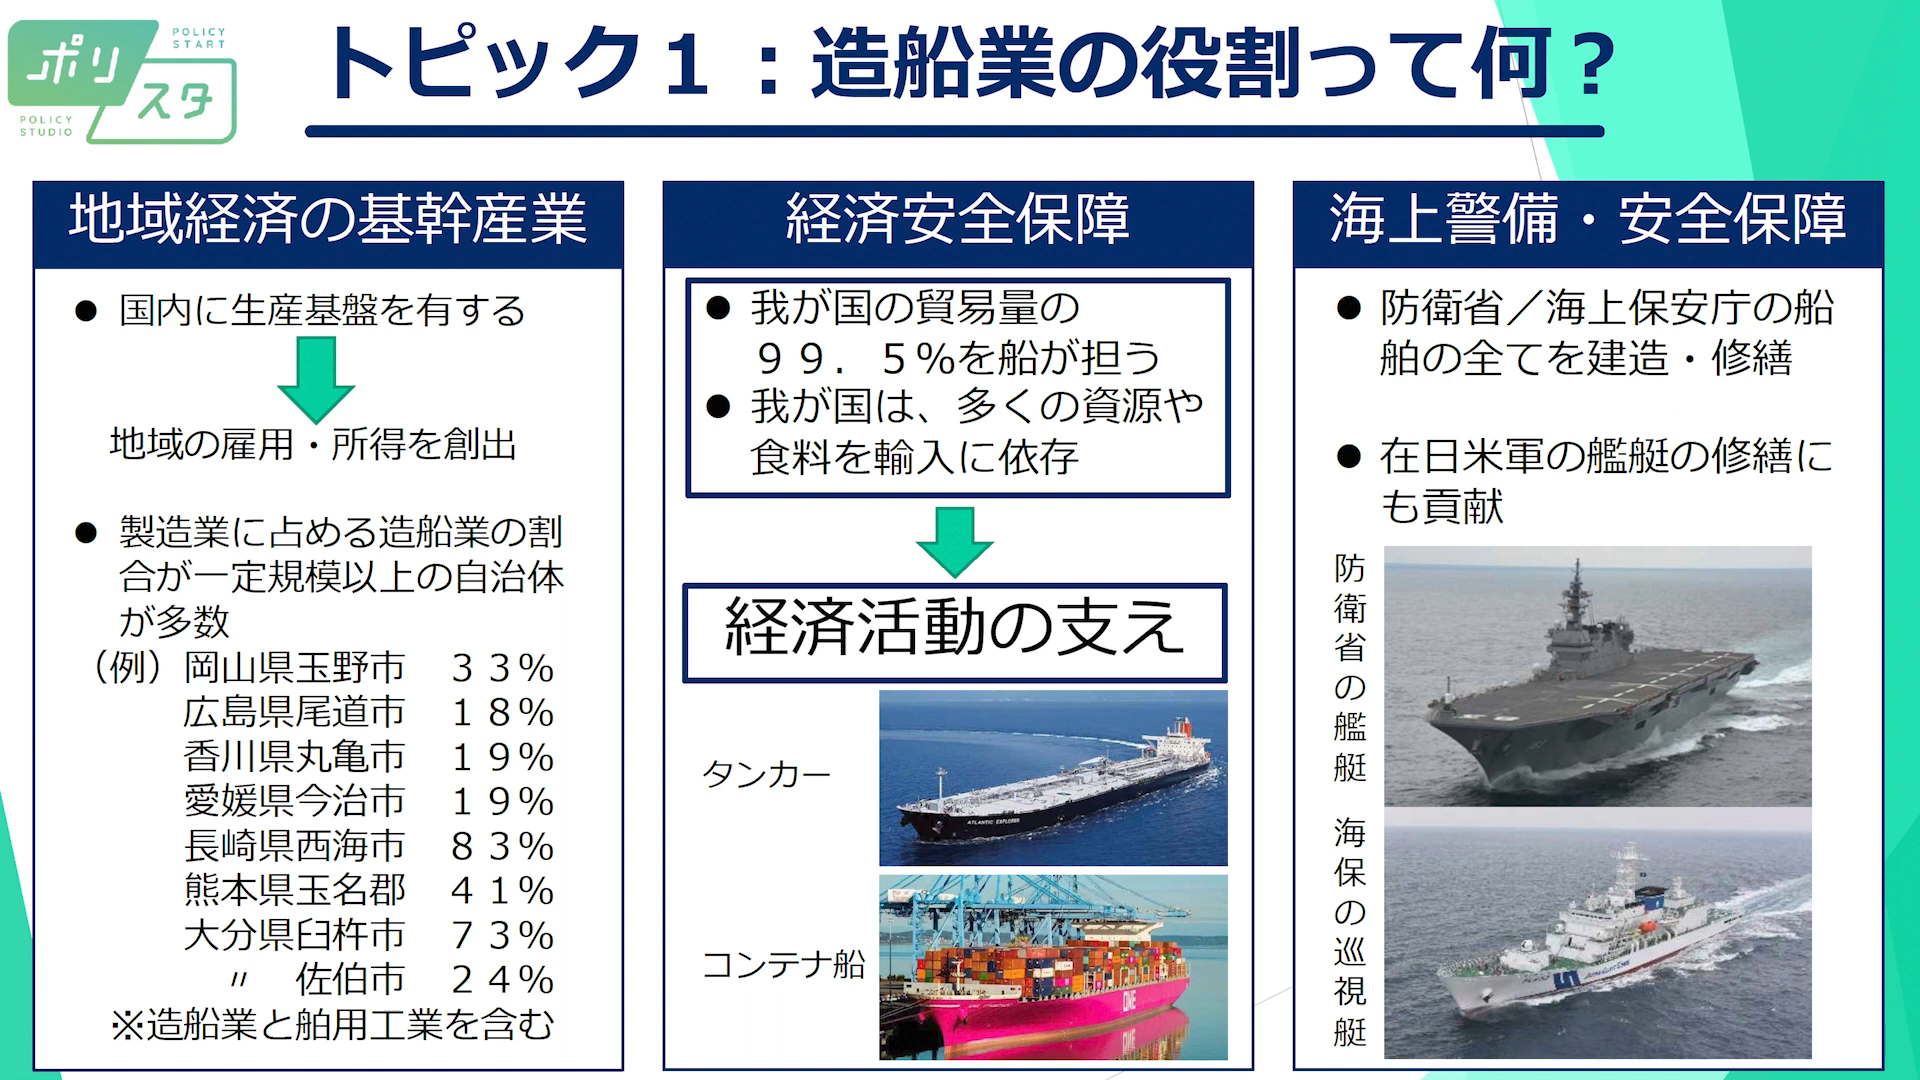 ポリ
スタ
POLICY
START
POLICY
STUDIO
トピック１：造船業の役割って何？
地域経済の基幹産業
● 国内に生産基盤を有する
地域の雇用・所得を創出
● 製造業に占める造船業の割
合が一定規模以上の自治体
が多数
（例）岡山県玉野市　３３％
広島県尾道市　１８％
香川県丸亀市　１９％
愛媛県今治市　１９％
長崎県西海市　８３％
熊本県玉名郡　４１％
大分県臼杵市　７３％
〃　佐伯市　２４％
※造船業と舶用工業を含む
経済安全保障
● 我が国の貿易量の
９９．５％を船が担う
● 我が国は、多くの資源や
食料を輸入に依存
経済活動の支え
タンカー
ATLANTIC EXPLORER
コンテナ船
ONE
海上警備・安全保障
● 防衛省／海上保安庁の船
舶の全てを建造・修繕
● 在日米軍の艦艇の修繕に
も貢献
防衛省の艦艇
海保の巡視艇